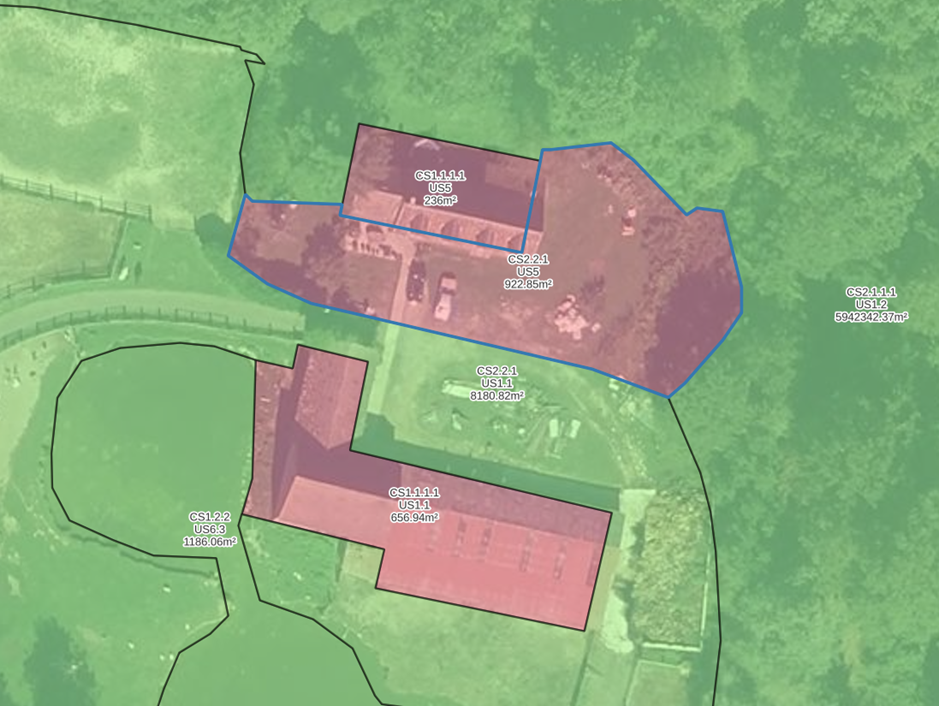 CS1.1.1.1
US5
236m²
CS2.2.1
US5
922.85m²
CS2.1.1.1
US1.2
5942342.37m²
CS2.2.1
US1.1
8180.82m²
CS1.1.1.1
US1.1
656.94m²
CS1.2.2
US6.3
1186.06m²